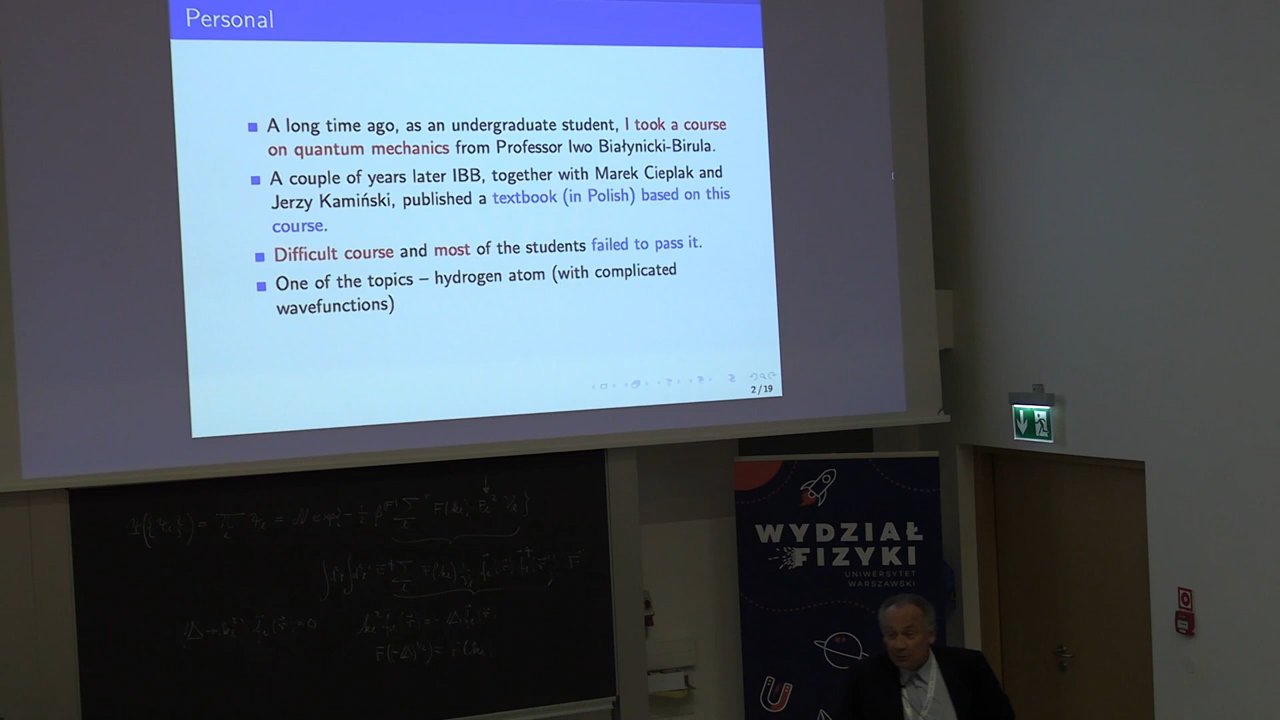 Personal
A long time ago, as an undergraduate student, I took a course
on quantum mechanics from Professor Iwo Białynicki-Birula.
A couple of years later IBB, together with Marek Cieplak and
Jerzy Kamiński, published a textbook (in Polish) based on this
course.
Difficult course and most of the students failed to pass it.
One of the topics – hydrogen atom (with complicated
wavefunctions)
2/19
WYDZIAŁ
FIZYKI
UNIWERSYTET
WARSZAWSKI